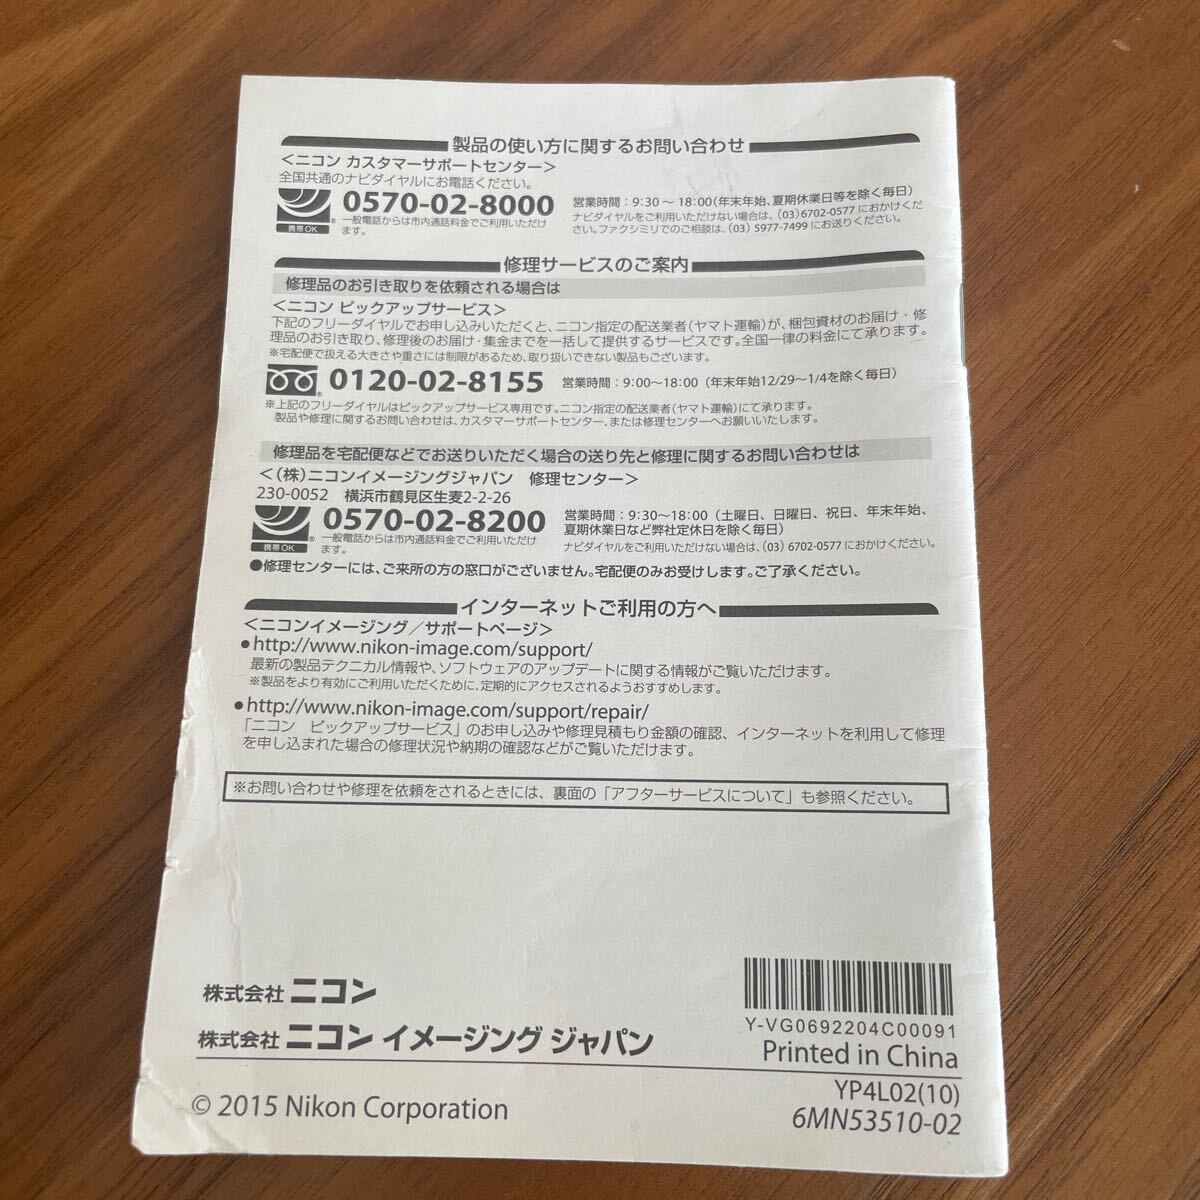 製品の使い方に関するお問い合わせ
＜ニコン カスタマーサポートセンター＞
全国共通のナビダイヤルにお電話ください。
0570-02-8000
営業時間：9:30～18:00(年末年始、夏期休業日等を除く毎日)
携帯OK
一般電話からは市内通話料金でご利用いただけ
ます。
ナビダイヤルをご利用いただけない場合は、(03)6702-0577におかけくだ
さい。ファクシミリでのご相談は、(03) 5977-7499 にお送りください。
修理サービスのご案内
修理品のお引き取りを依頼される場合は
＜ニコン ピックアップサービス＞
下記のフリーダイヤルでお申し込みいただくと、ニコン指定の配送業者(ヤマト運輸)が、梱包資材のお届け・修
理品のお引き取り、修理後のお届け・集金までを一括して提供するサービスです。全国一律の料金にて承ります。
※宅配便で扱える大きさや重さには制限があるため、取り扱いできない製品もございます。
0120-02-8155
営業時間：9:00～18:00（年末年始12/29～1/4を除く毎日）
※上記のフリーダイヤルはピックアップサービス専用です。ニコン指定の配送業者(ヤマト運輸)にて承ります。
製品や修理に関するお問い合わせは、カスタマーサポートセンター、または修理センターへお願いいたします。
修理品を宅配便などでお送りいただく場合の送り先と修理に関するお問い合わせは
＜(株)ニコンイメージングジャパン　修理センター＞
230-0052　横浜市鶴見区生麦2-2-26
0570-02-8200
営業時間：9:30～18:00（土曜日、日曜日、祝日、年末年始、
夏期休業日など弊社定休日を除く毎日）
携帯OK
一般電話からは市内通話料金でご利用いただけ
ます。
ナビダイヤルをご利用いただけない場合は、(03) 6702-0577 におかけください。
●修理センターには、ご来所の方の窓口がございません。宅配便のみお受けします。ご了承ください。
インターネットご利用の方へ
＜ニコンイメージング／サポートページ＞
●http://www.nikon-image.com/support/
最新の製品テクニカル情報や、ソフトウェアのアップデートに関する情報がご覧いただけます。
※製品をより有効にご利用いただくために、定期的にアクセスされるようおすすめします。
●http://www.nikon-image.com/support/repair/
「ニコン　ピックアップサービス」のお申し込みや修理見積もり金額の確認、インターネットを利用して修理
を申し込まれた場合の修理状況や納期の確認などがご覧いただけます。
※お問い合わせや修理を依頼をされるときには、裏面の「アフターサービスについて」も参照ください。
株式会社 ニコン
株式会社 ニコン イメージング ジャパン
© 2015 Nikon Corporation
Y-VG0692204C00091
Printed in China
YP4L02(10)
6MN53510-02